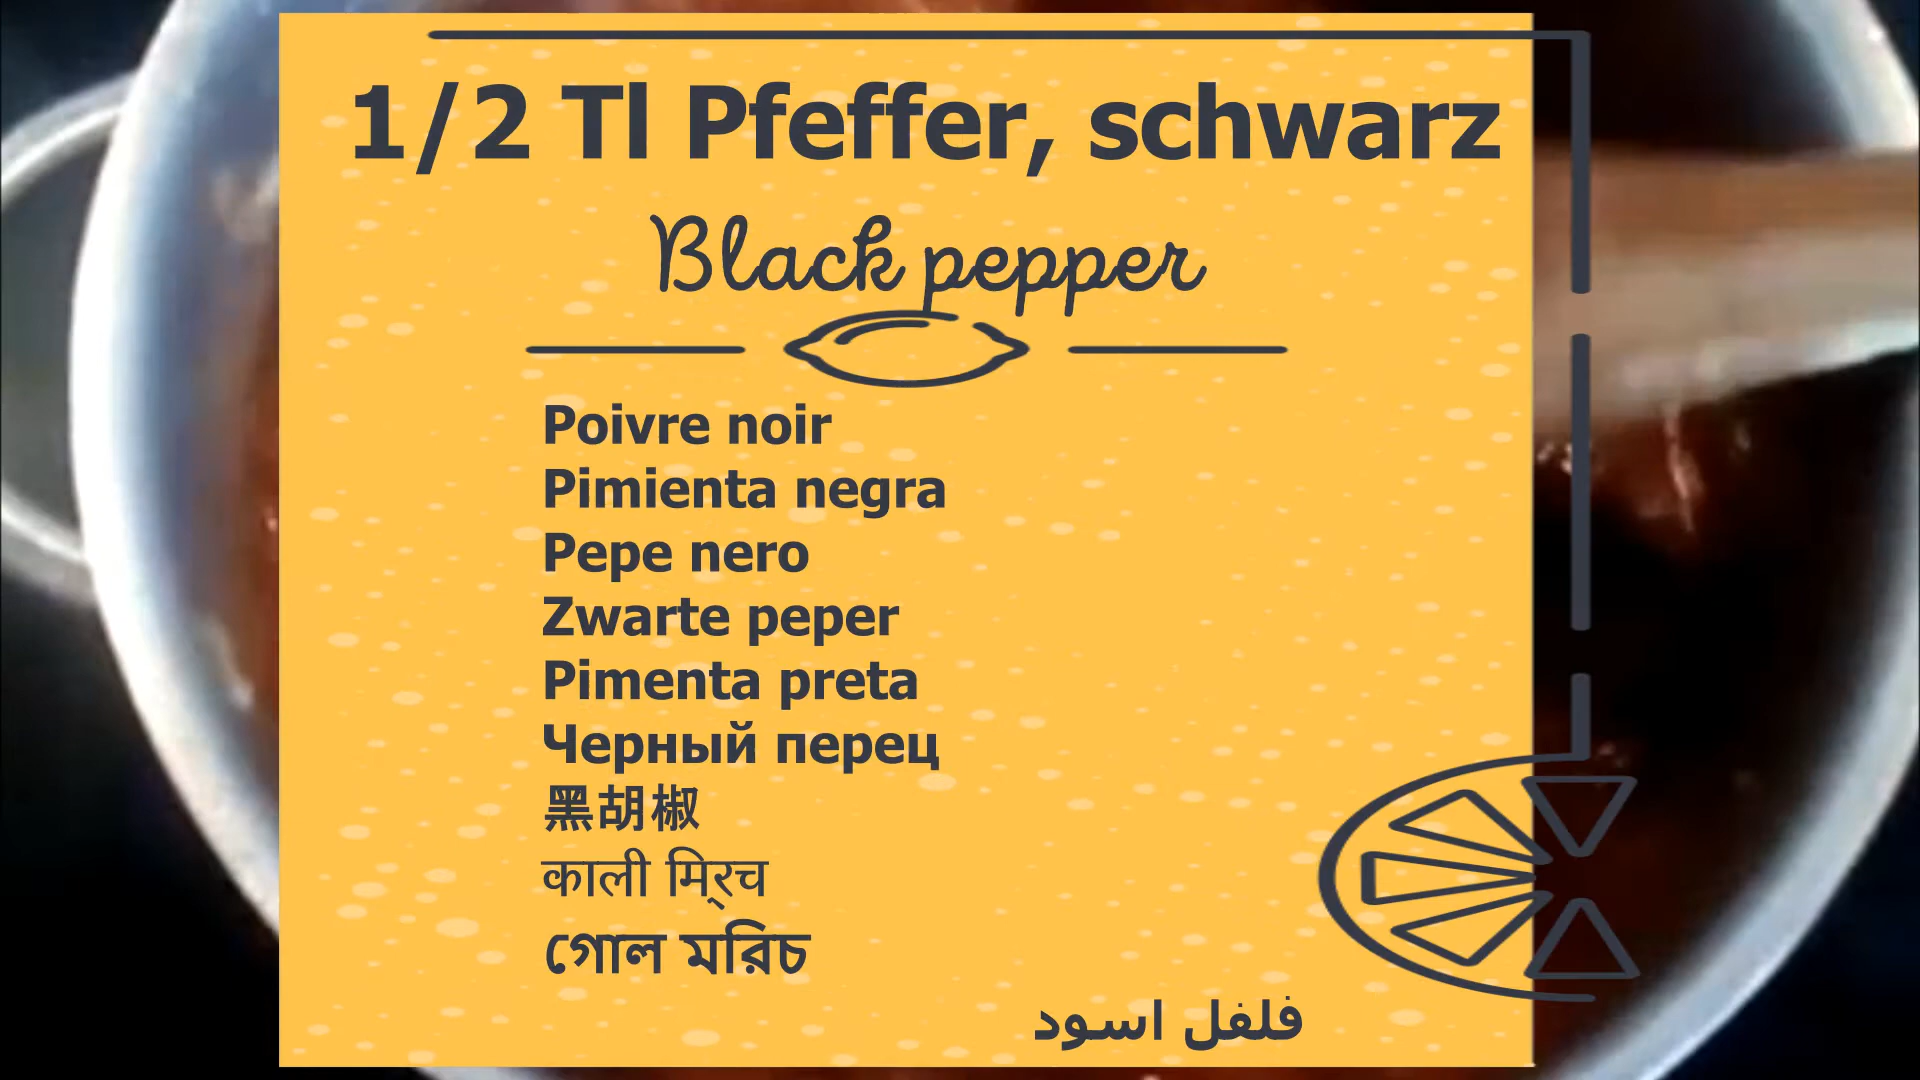 1/2 Tl Pfeffer, schwarz
Black pepper
Poivre noir
Pimienta negra
Pepe nero
Zwarte peper
Pimenta preta
Черный перец
黑胡椒
काली मिर्‌च
গোল মরিচ
فلفل اسود